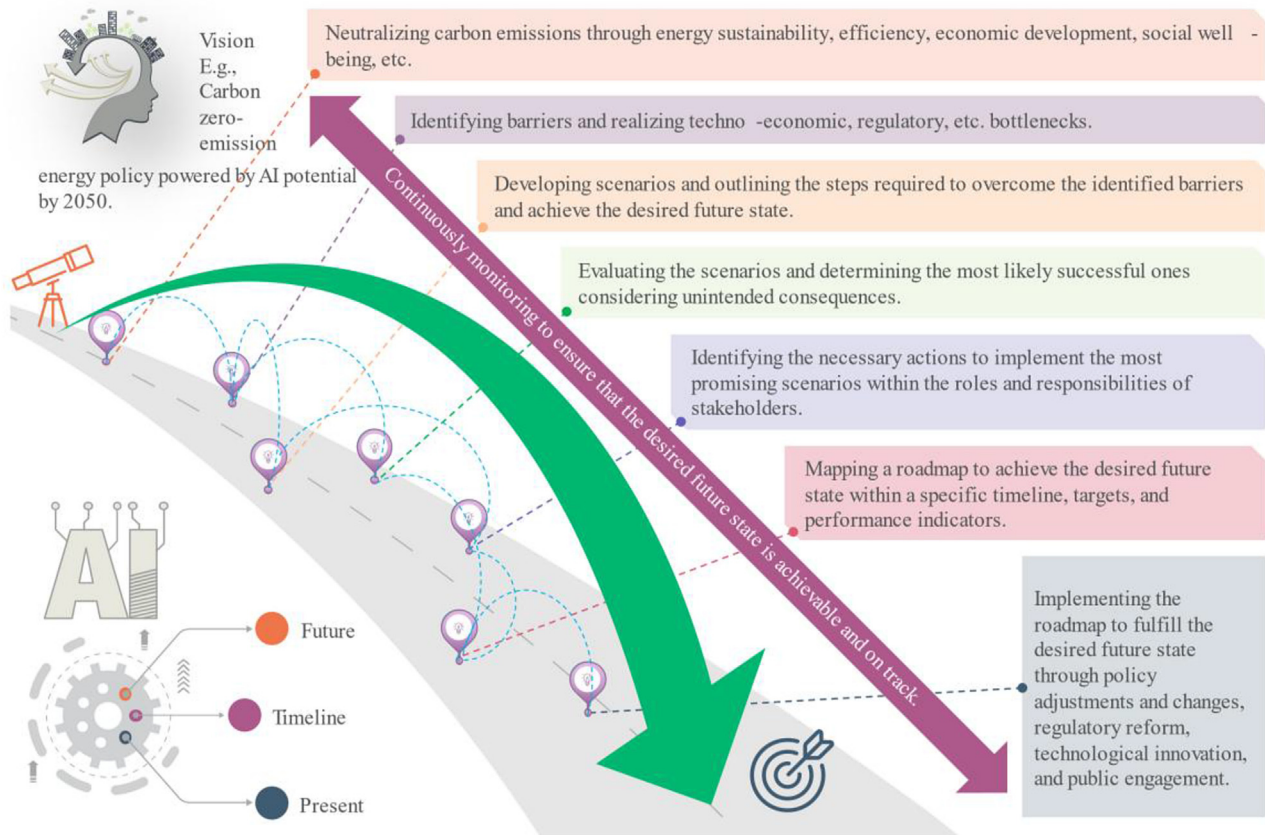 Vision
E.g.,
Carbon
zero-
emission
energy policy powered by AI potential
by 2050.
Neutralizing carbon emissions through energy sustainability, efficiency, economic development, social well -
being, etc.
Identifying barriers and realizing techno -economic, regulatory, etc. bottlenecks.
Developing scenarios and outlining the steps required to overcome the identified barriers
and achieve the desired future state.
Evaluating the scenarios and determining the most likely successful ones
considering unintended consequences.
Identifying the necessary actions to implement the most
promising scenarios within the roles and responsibilities of
stakeholders.
Mapping a roadmap to achieve the desired future
state within a specific timeline, targets, and
performance indicators.
Implementing the
roadmap to fulfill the
desired future state
through policy
adjustments and changes,
regulatory reform,
technological innovation,
and public engagement.
Continuously monitoring to ensure that the desired future state is achievable and on track.
AI
Future
Timeline
Present